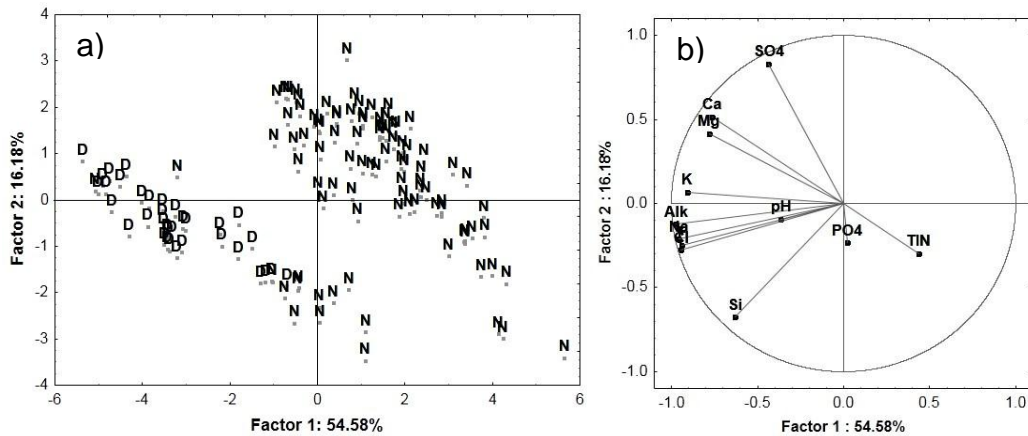 a)
4
3
2
1
0
-1
-2
-3
-4
Factor 2: 16.18%
-6
-4
-2
0
2
4
6
Factor 1: 54.58%
D
N
b)
1.0
0.5
0.0
-0.5
-1.0
Factor 2 : 16.18%
SO4
Ca
Mg
K
pH
Alk
Na
Cl
PO4
TIN
Si
-1.0
-0.5
0.0
0.5
1.0
Factor 1 : 54.58%